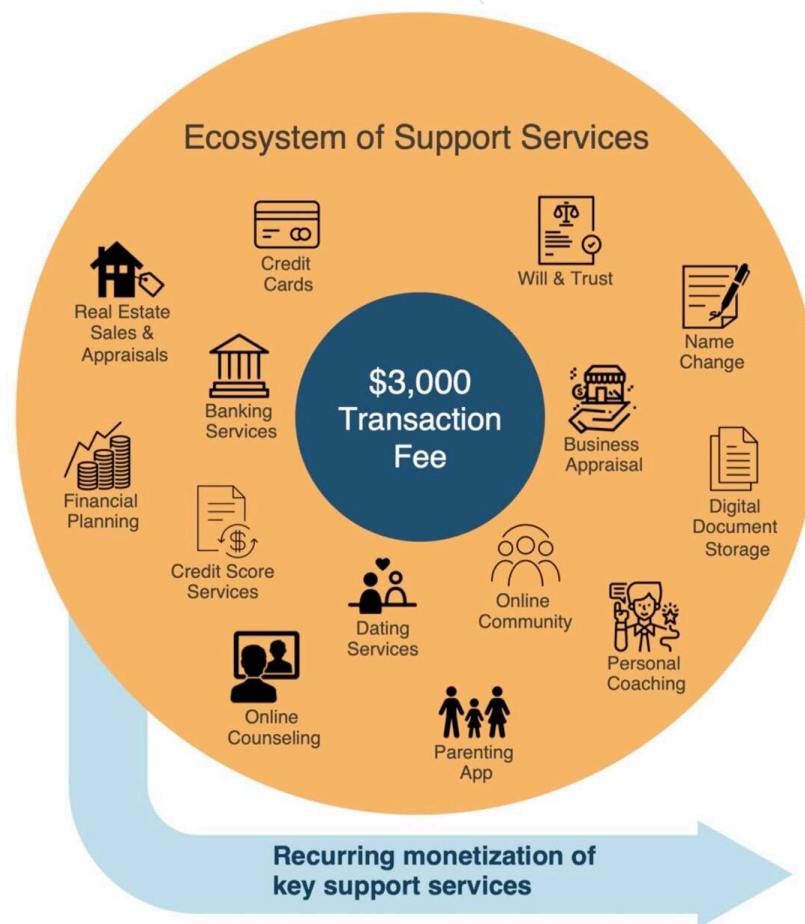 Ecosystem of Support Services
Credit
Cards
Will & Trust
Real Estate
Sales &
Appraisals
Name
Change
Banking
Services
$3,000
Transaction
Fee
Business
Appraisal
Financial
Planning
Digital
Document
Storage
Credit Score
Services
Dating
Services
Online
Community
Personal
Coaching
Online
Counseling
Parenting
App
Recurring monetization of
key support services